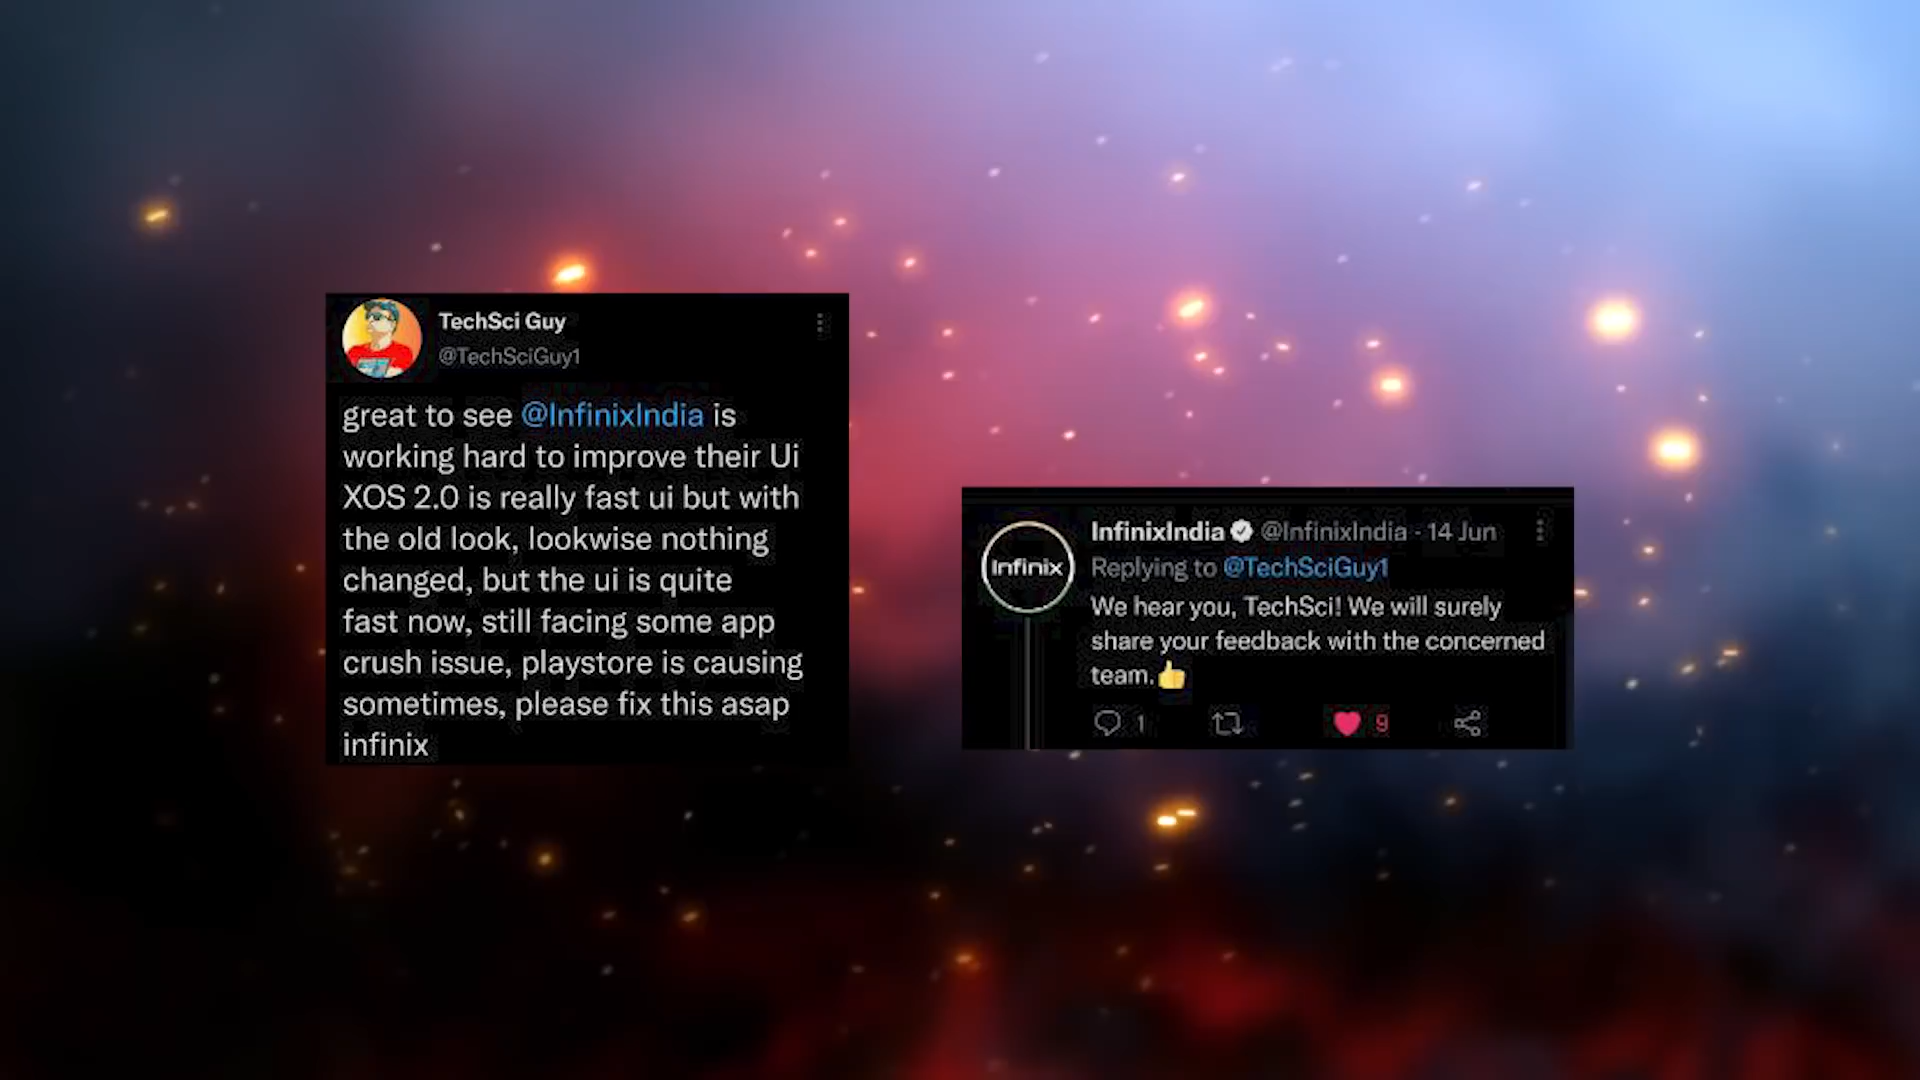 TechSci Guy
@TechSciGuy1
great to see @InfinixIndia is
working hard to improve their Ui
XOS 2.0 is really fast ui but with
the old look, lookwise nothing
changed, but the ui is quite
fast now, still facing some app
crush issue, playstore is causing
sometimes, please fix this asap
infinix
Infinix
InfinixIndia @InfinixIndia · 14 Jun
Replying to @TechSciGuy1
We hear you, TechSci! We will surely
share your feedback with the concerned
team.👍
1 9